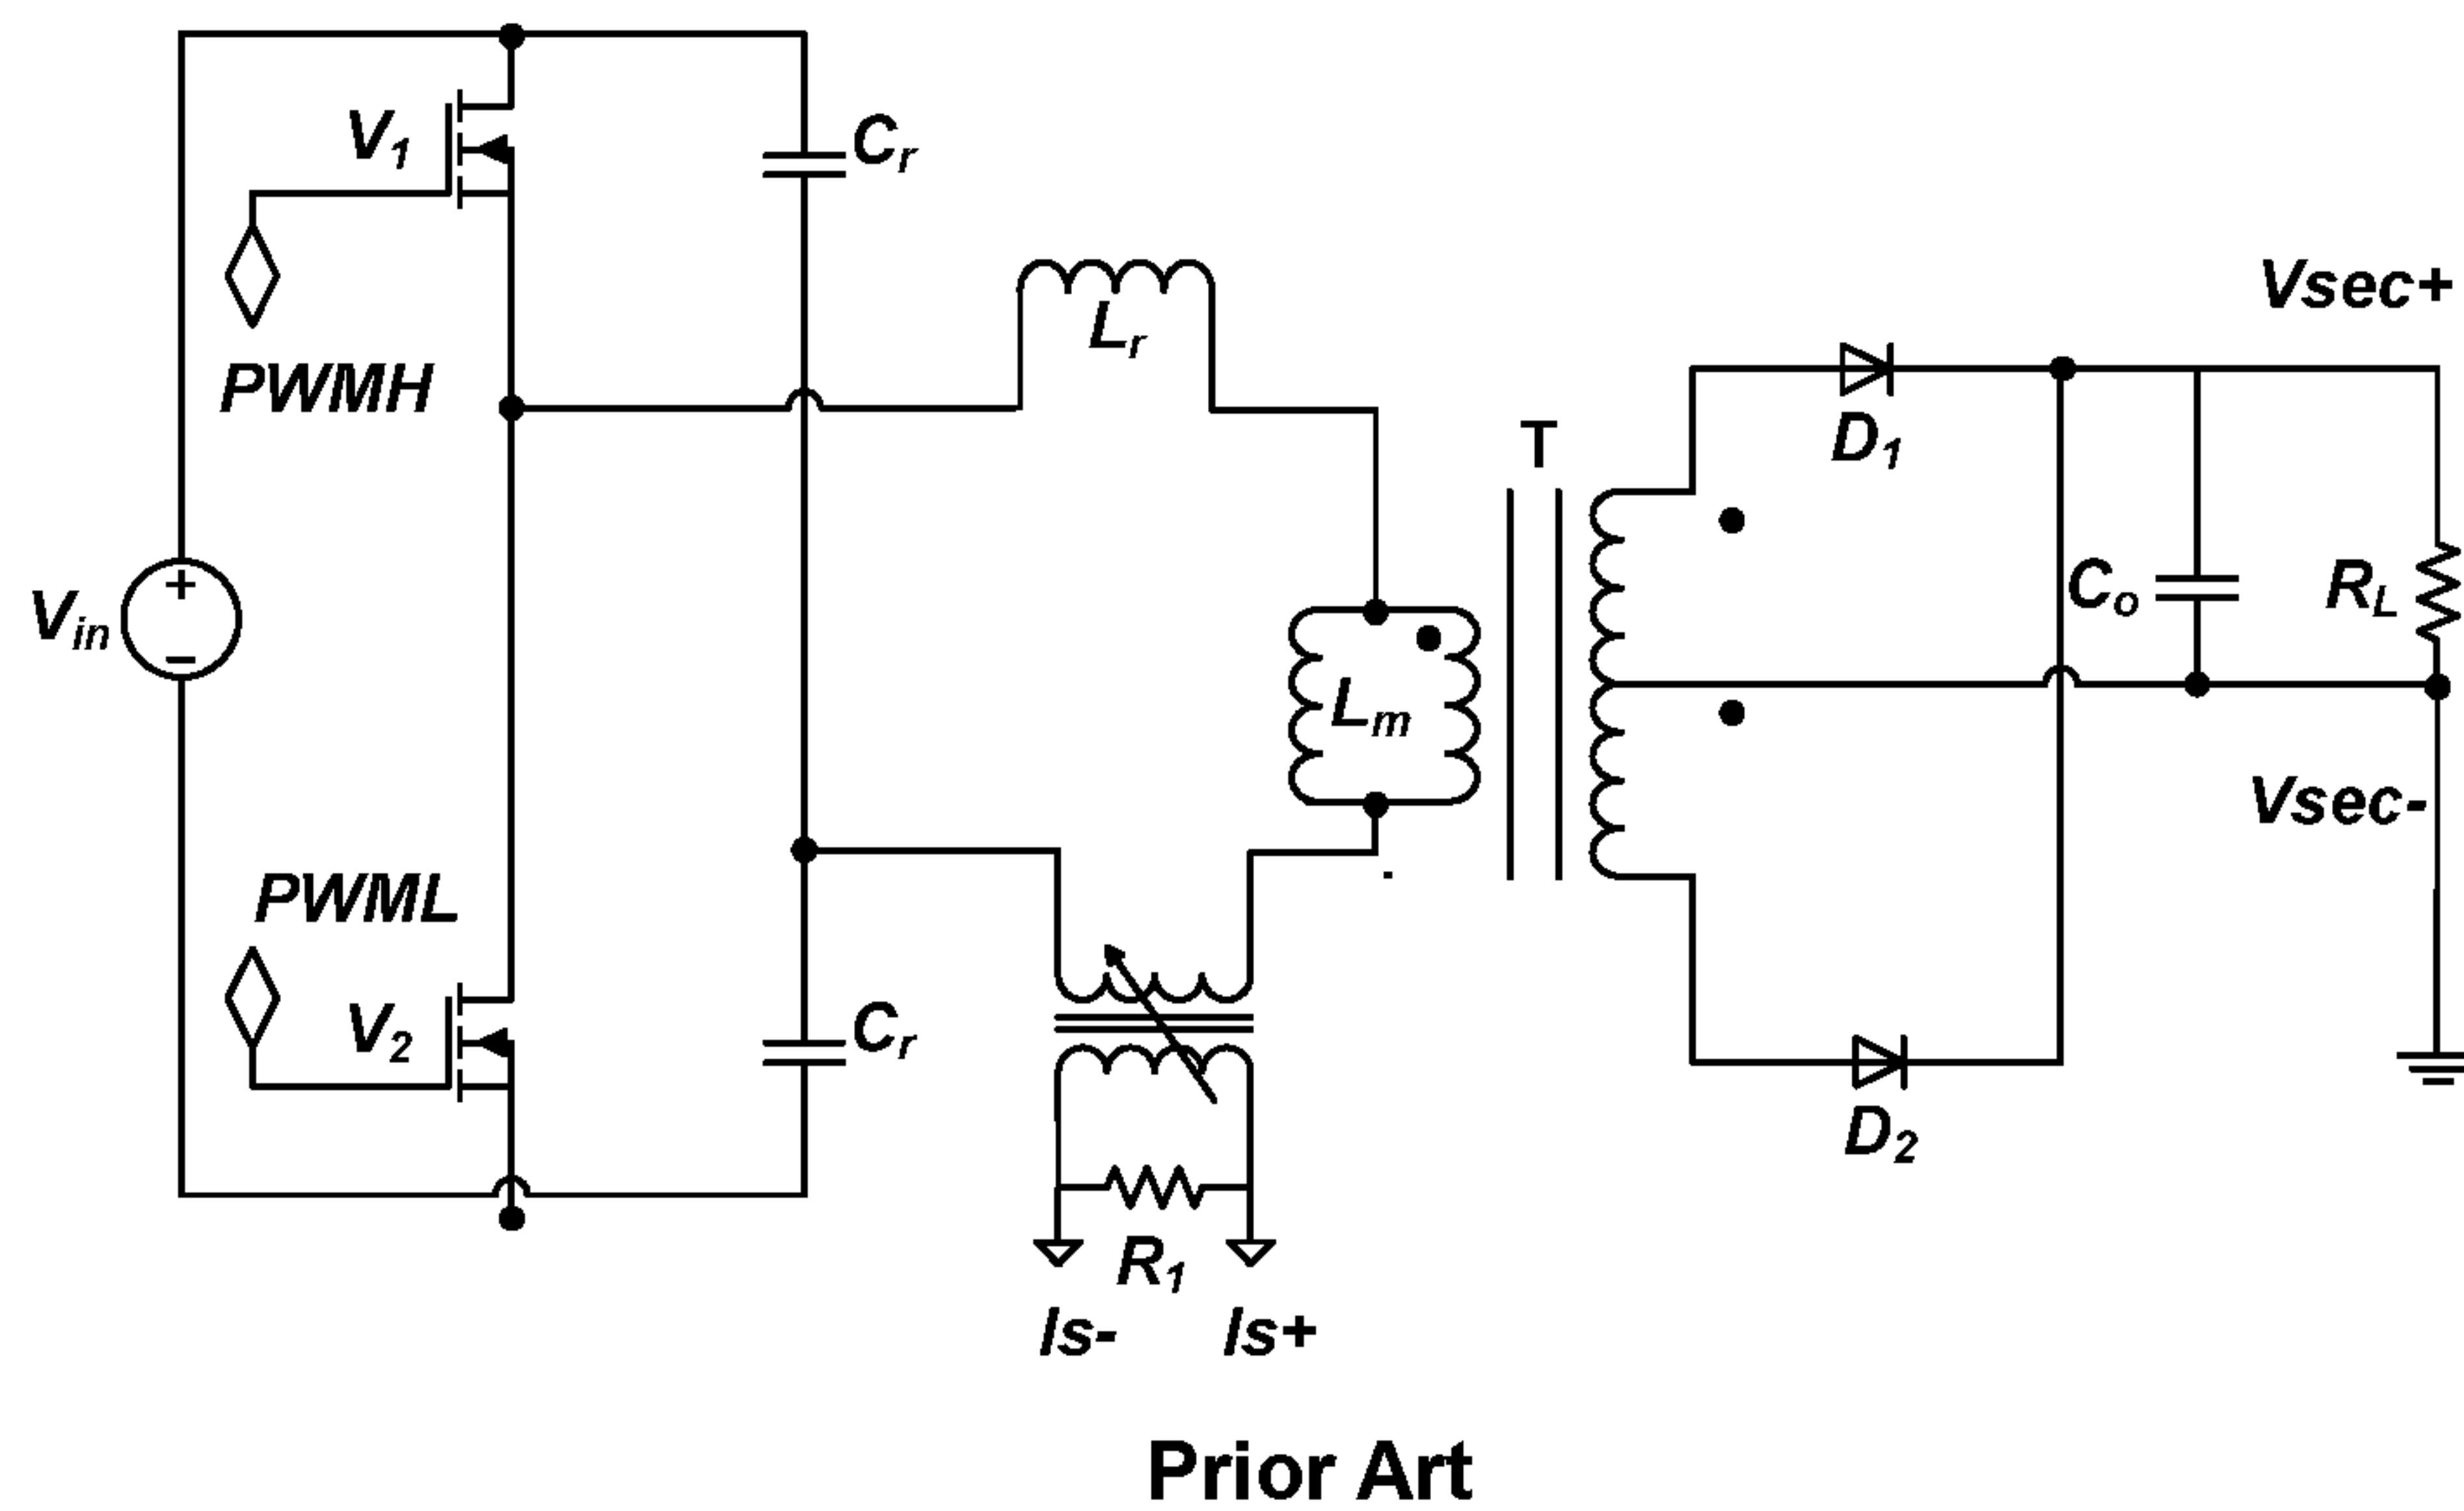 V1
Cr
PWMH
Lr
Vsec+
D1
T
Vin
+
−
Lm
Co
RL
Vsec-
PWML
V2
Cr
D2
R1
Is-
Is+
Prior Art